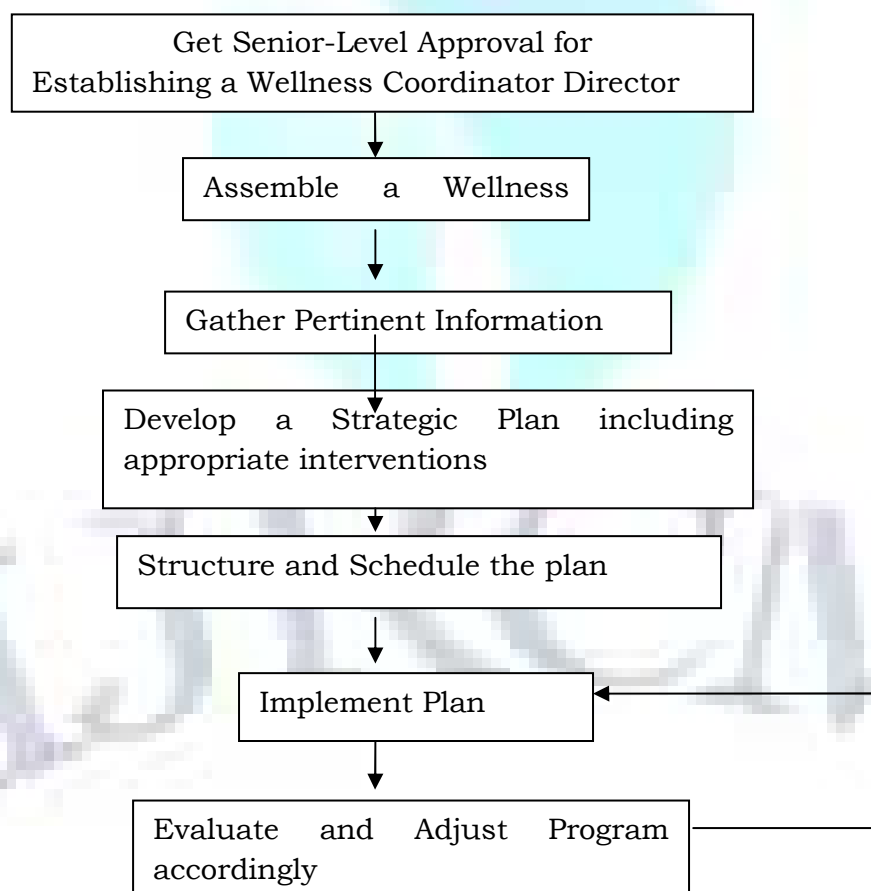 Get Senior-Level Approval for
Establishing a Wellness Coordinator Director
Assemble a Wellness
Gather Pertinent Information
Develop a Strategic Plan including
appropriate interventions
Structure and Schedule the plan
Implement Plan
Evaluate and Adjust Program
accordingly